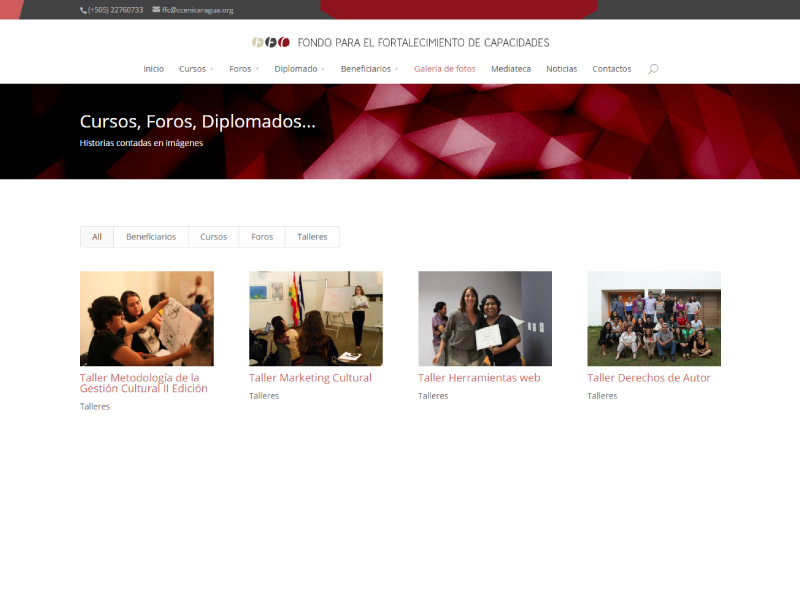 (+505) 22760733 ffc@ccenicaragua.org
FFC FONDO PARA EL FORTALECIMIENTO DE CAPACIDADES
Inicio Cursos Foros Diplomado Beneficiarios Galería de fotos Mediateca Noticias Contactos
Cursos, Foros, Diplomados...
Historias contadas en imágenes
All Beneficiarios Cursos Foros Talleres
Taller Metodología de la
Gestión Cultural II Edición
Talleres
Taller Marketing Cultural
Talleres
Taller Herramientas web
Talleres
Taller Derechos de Autor
Talleres